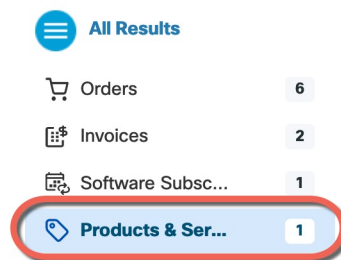 All Results
Orders 6
Invoices 2
Software Subsc... 1
Products & Ser... 1